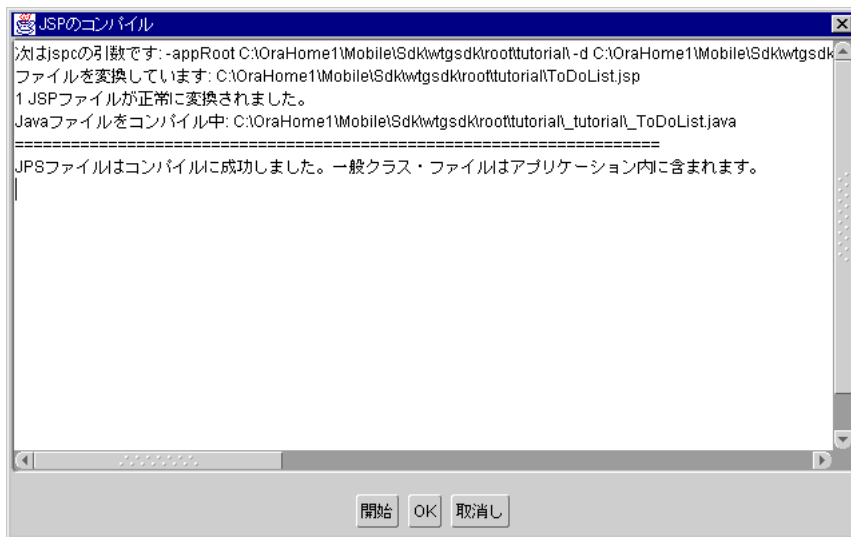 JSPのコンパイル
次はjspcの引数です: -appRoot C:\OraHome1\Mobile\Sdk\wtgsdk\root\tutorial\ -d C:\OraHome1\Mobile\Sdk\wtgsdk
ファイルを変換しています: C:\OraHome1\Mobile\Sdk\wtgsdk\root\tutorial\ToDoList.jsp
1 JSPファイルが正常に変換されました。
Javaファイルをコンパイル中: C:\OraHome1\Mobile\Sdk\wtgsdk\root\tutorial\_tutorial\_ToDoList.java
=====================================================================
JPSファイルはコンパイルに成功しました。一般クラス・ファイルはアプリケーション内に含まれます。
開始 OK 取消し